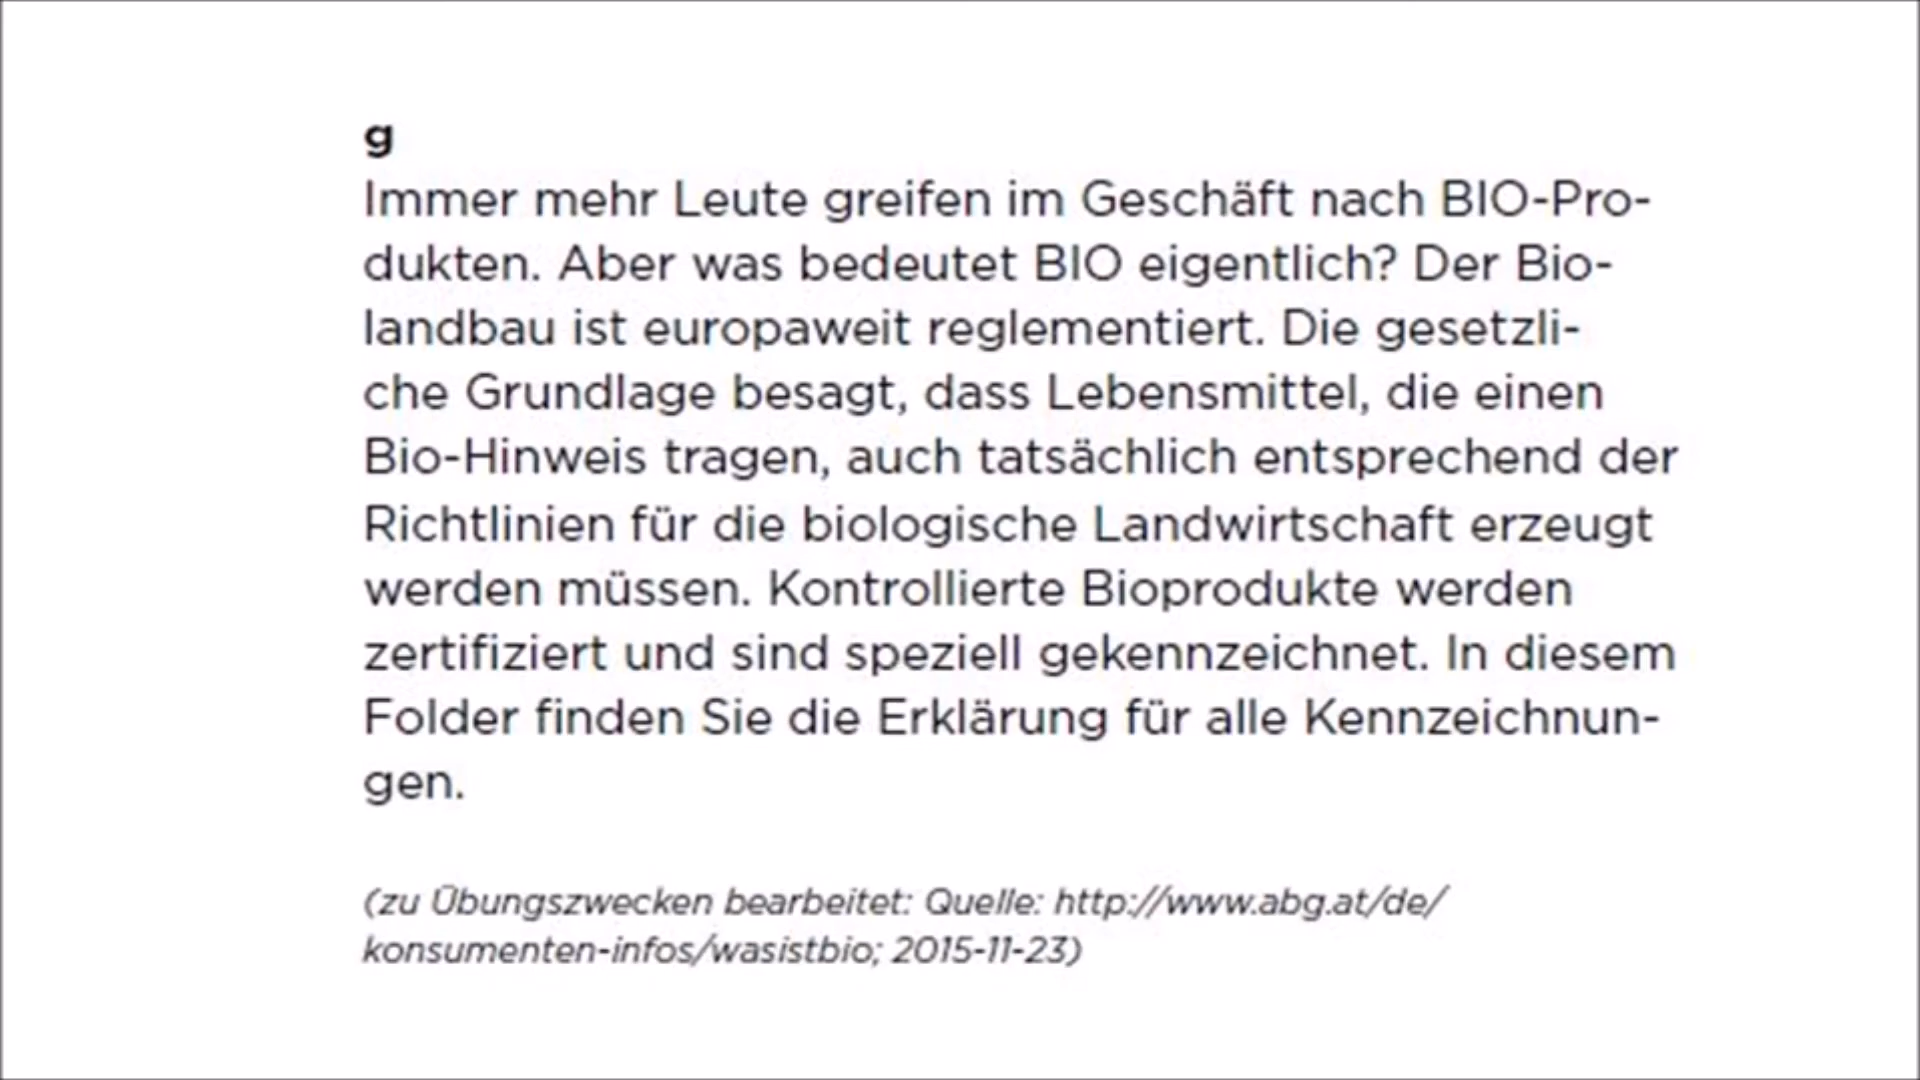 g
Immer mehr Leute greifen im Geschäft nach BIO-Pro-
dukten. Aber was bedeutet BIO eigentlich? Der Bio-
landbau ist europaweit reglementiert. Die gesetzli-
che Grundlage besagt, dass Lebensmittel, die einen
Bio-Hinweis tragen, auch tatsächlich entsprechend der
Richtlinien für die biologische Landwirtschaft erzeugt
werden müssen. Kontrollierte Bioprodukte werden
zertifiziert und sind speziell gekennzeichnet. In diesem
Folder finden Sie die Erklärung für alle Kennzeichnun-
gen.
(zu Übungszwecken bearbeitet: Quelle: http://www.abg.at/de/
konsumenten-infos/wasistbio; 2015-11-23)